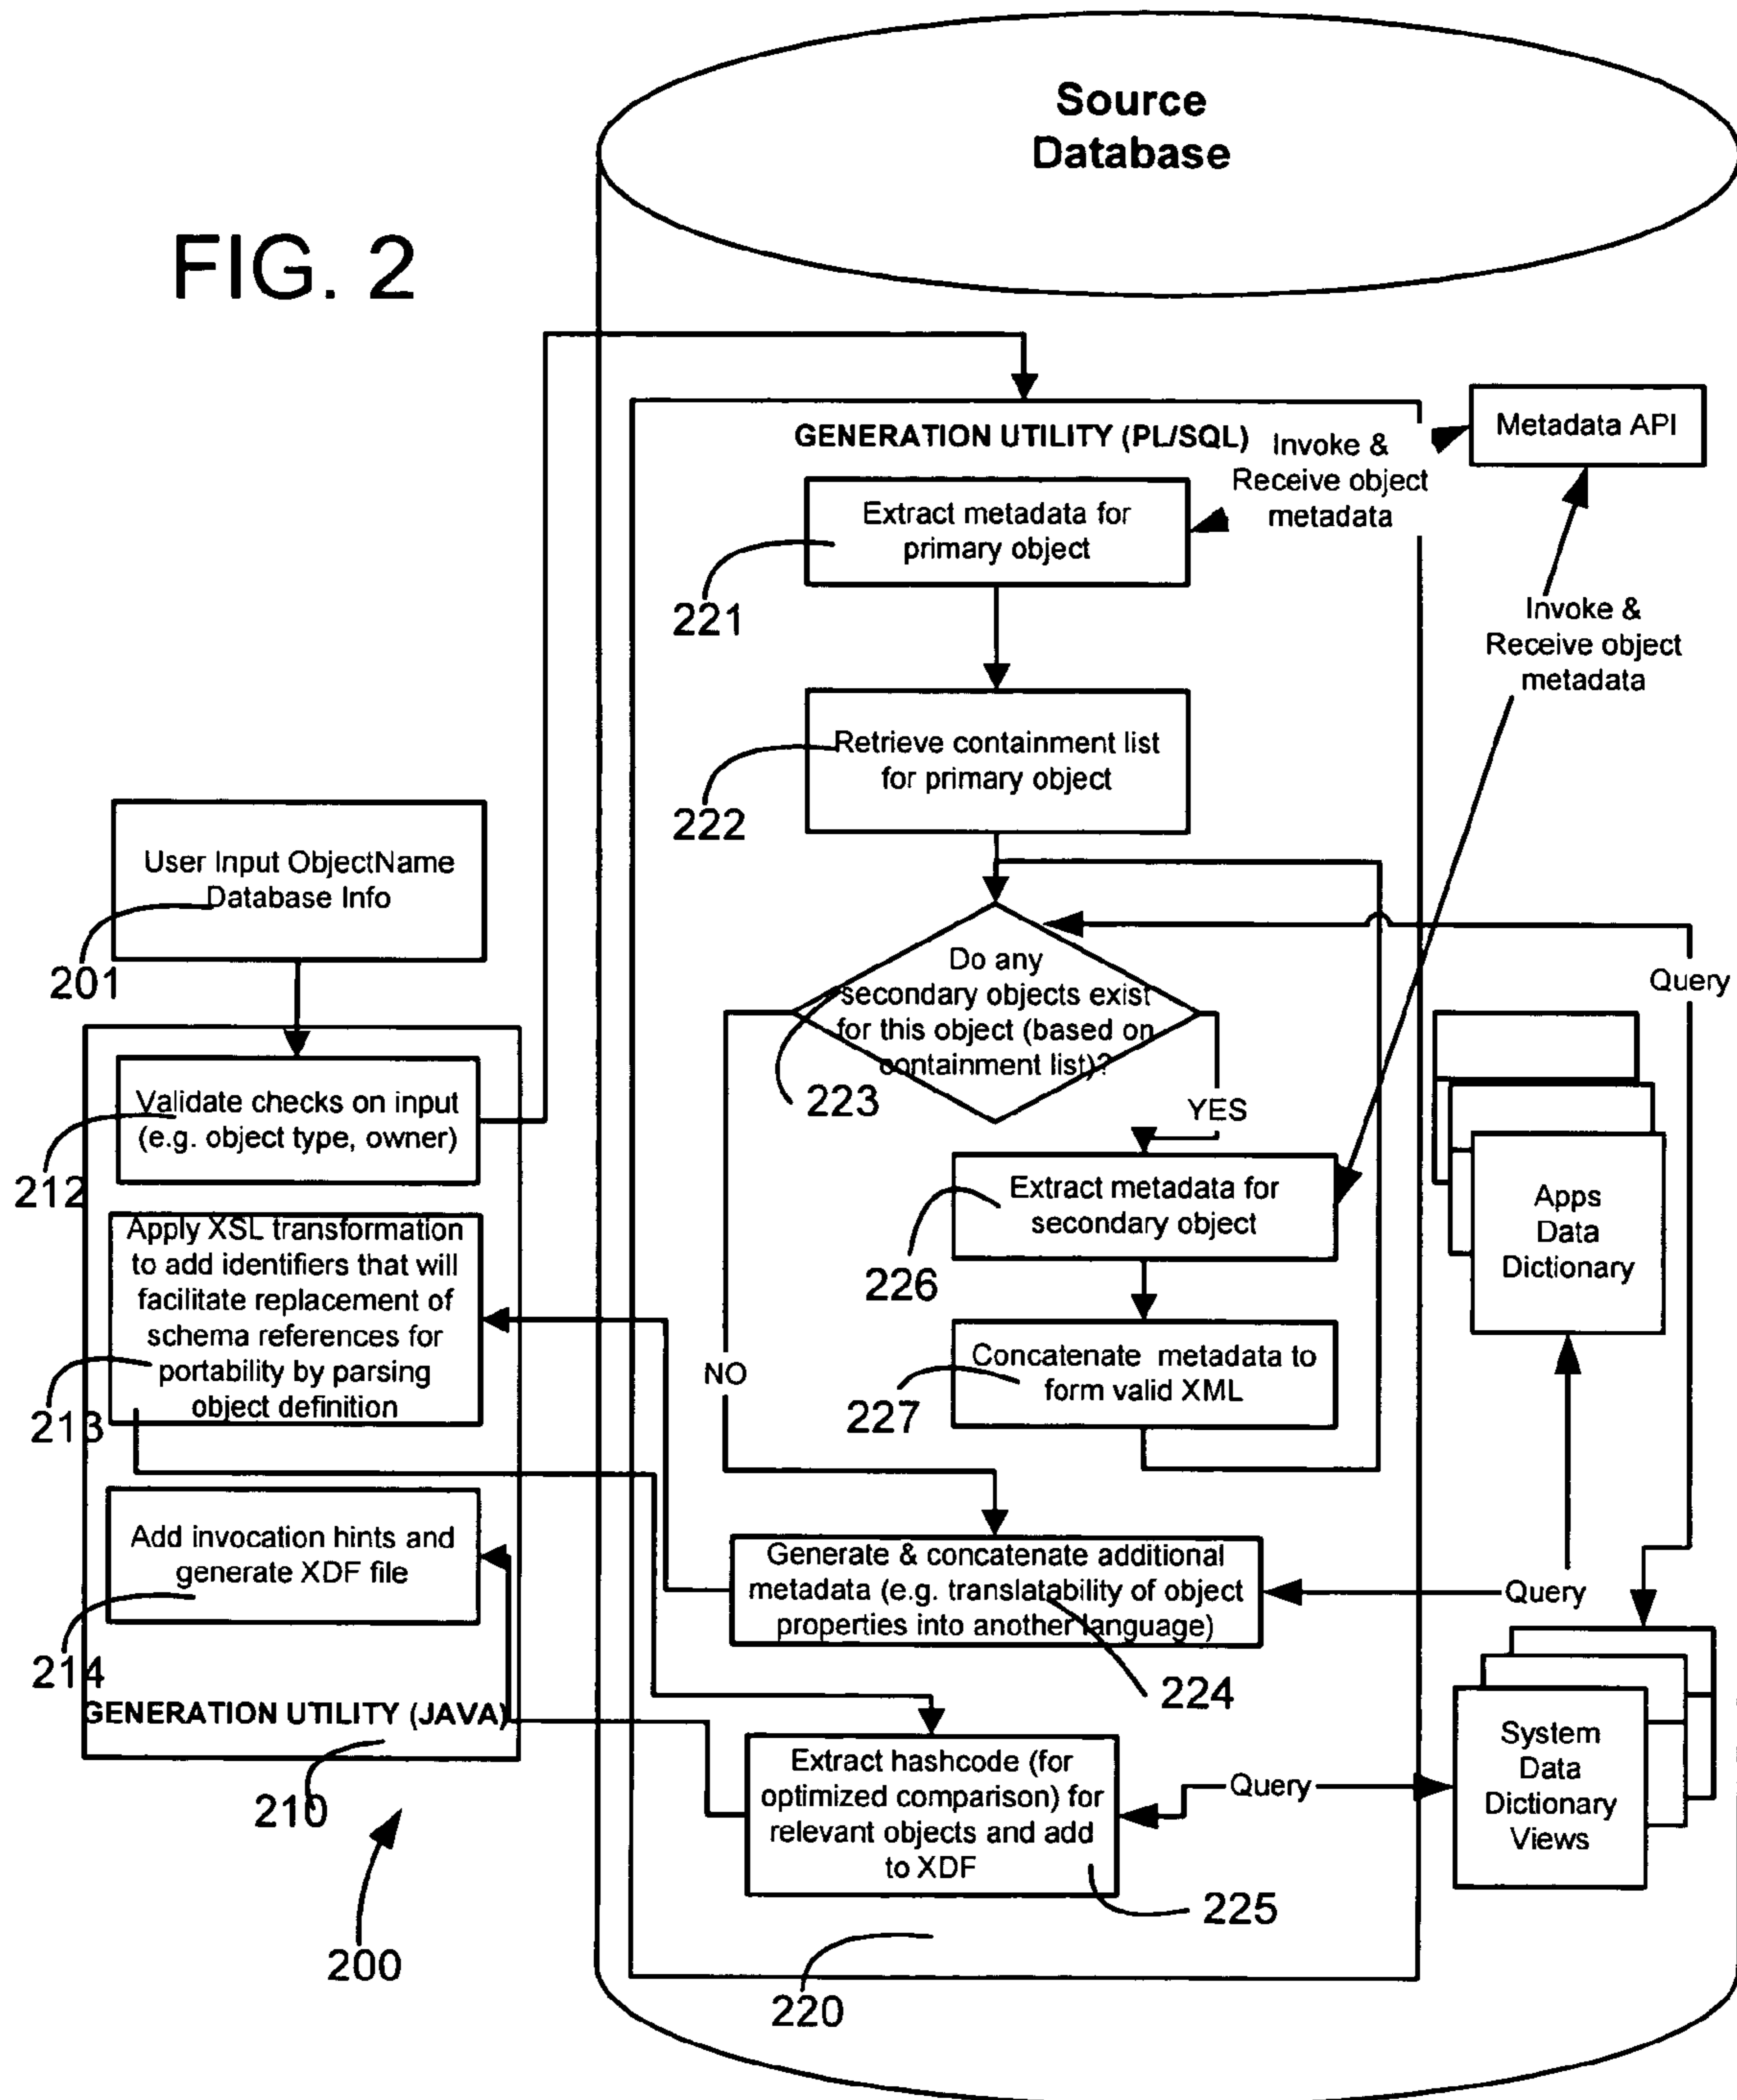 Source
Database
FIG. 2
GENERATION UTILITY (PL/SQL)
Invoke &
Receive object
metadata
Metadata API
Extract metadata for
primary object
221
Invoke &
Receive object
metadata
Retrieve containment list
for primary object
222
User Input ObjectName
Database Info
201
Do any
secondary objects exist
for this object (based on
containment list)?
223
Query
YES
NO
Validate checks on input
(e.g. object type, owner)
212
Extract metadata for
secondary object
226
Apps
Data
Dictionary
Apply XSL transformation
to add identifiers that will
facilitate replacement of
schema references for
portability by parsing
object definition
213
Concatenate metadata to
form valid XML
227
Add invocation hints and
generate XDF file
214
Generate & concatenate additional
metadata (e.g. translatability of object
properties into another language)
224
Query
GENERATION UTILITY (JAVA)
210
Extract hashcode (for
optimized comparison) for
relevant objects and add
to XDF
225
Query
System
Data
Dictionary
Views
200
220